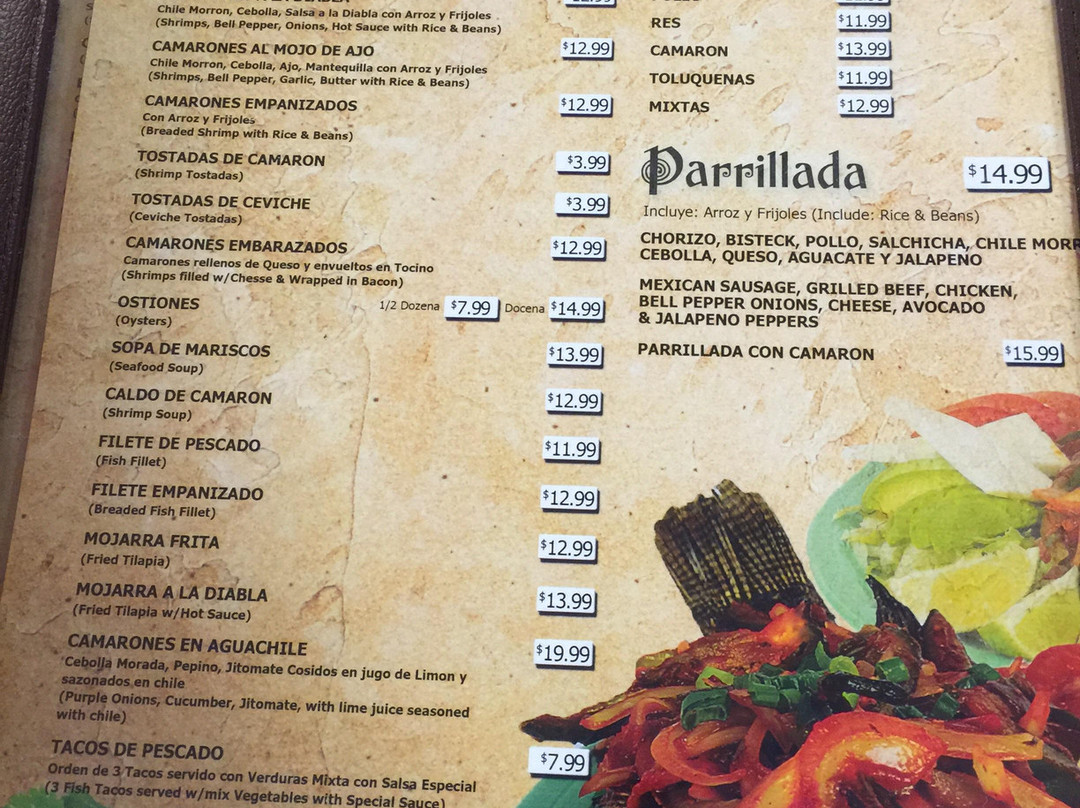 Chile Morron, Cebolla, Salsa a la Diabla con Arroz y Frijoles
(Shrimps, Bell Pepper, Onions, Hot Sauce with Rice & Beans)
CAMARONES AL MOJO DE AJO $12.99
Chile Morron, Cebolla, Ajo, Mantequilla con Arroz y Frijoles
(Shrimps, Bell Pepper, Garlic, Butter with Rice & Beans)
CAMARONES EMPANIZADOS $12.99
Con Arroz y Frijoles
(Breaded Shrimp with Rice & Beans)
TOSTADAS DE CAMARON $3.99
(Shrimp Tostadas)
TOSTADAS DE CEVICHE $3.99
(Ceviche Tostadas)
CAMARONES EMBARAZADOS $12.99
Camarones rellenos de Queso y envueltos en Tocino
(Shrimps filled w/Chesse & Wrapped in Bacon)
OSTIONES 1/2 Dozena $7.99 Docena $14.99
(Oysters)
SOPA DE MARISCOS $13.99
(Seafood Soup)
CALDO DE CAMARON $12.99
(Shrimp Soup)
FILETE DE PESCADO $11.99
(Fish Fillet)
FILETE EMPANIZADO $12.99
(Breaded Fish Fillet)
MOJARRA FRITA $12.99
(Fried Tilapia)
MOJARRA A LA DIABLA $13.99
(Fried Tilapia w/Hot Sauce)
CAMARONES EN AGUACHILE $19.99
Cebolla Morada, Pepino, Jitomate Cosidos en jugo de Limon y
sazonados en chile
(Purple Onions, Cucumber, Jitomate, with lime juice seasoned
with chile)
TACOS DE PESCADO $7.99
Orden de 3 Tacos servido con Verduras Mixta con Salsa Especial
(3 Fish Tacos served w/mix Vegetables with Special Sauce)
RES $11.99
CAMARON $13.99
TOLUQUENAS $11.99
MIXTAS $12.99
Parrillada $14.99
Incluye: Arroz y Frijoles (Include: Rice & Beans)
CHORIZO, BISTECK, POLLO, SALCHICHA, CHILE MORR
CEBOLLA, QUESO, AGUACATE Y JALAPENO
MEXICAN SAUSAGE, GRILLED BEEF, CHICKEN,
BELL PEPPER ONIONS, CHEESE, AVOCADO
& JALAPENO PEPPERS
PARRILLADA CON CAMARON $15.99